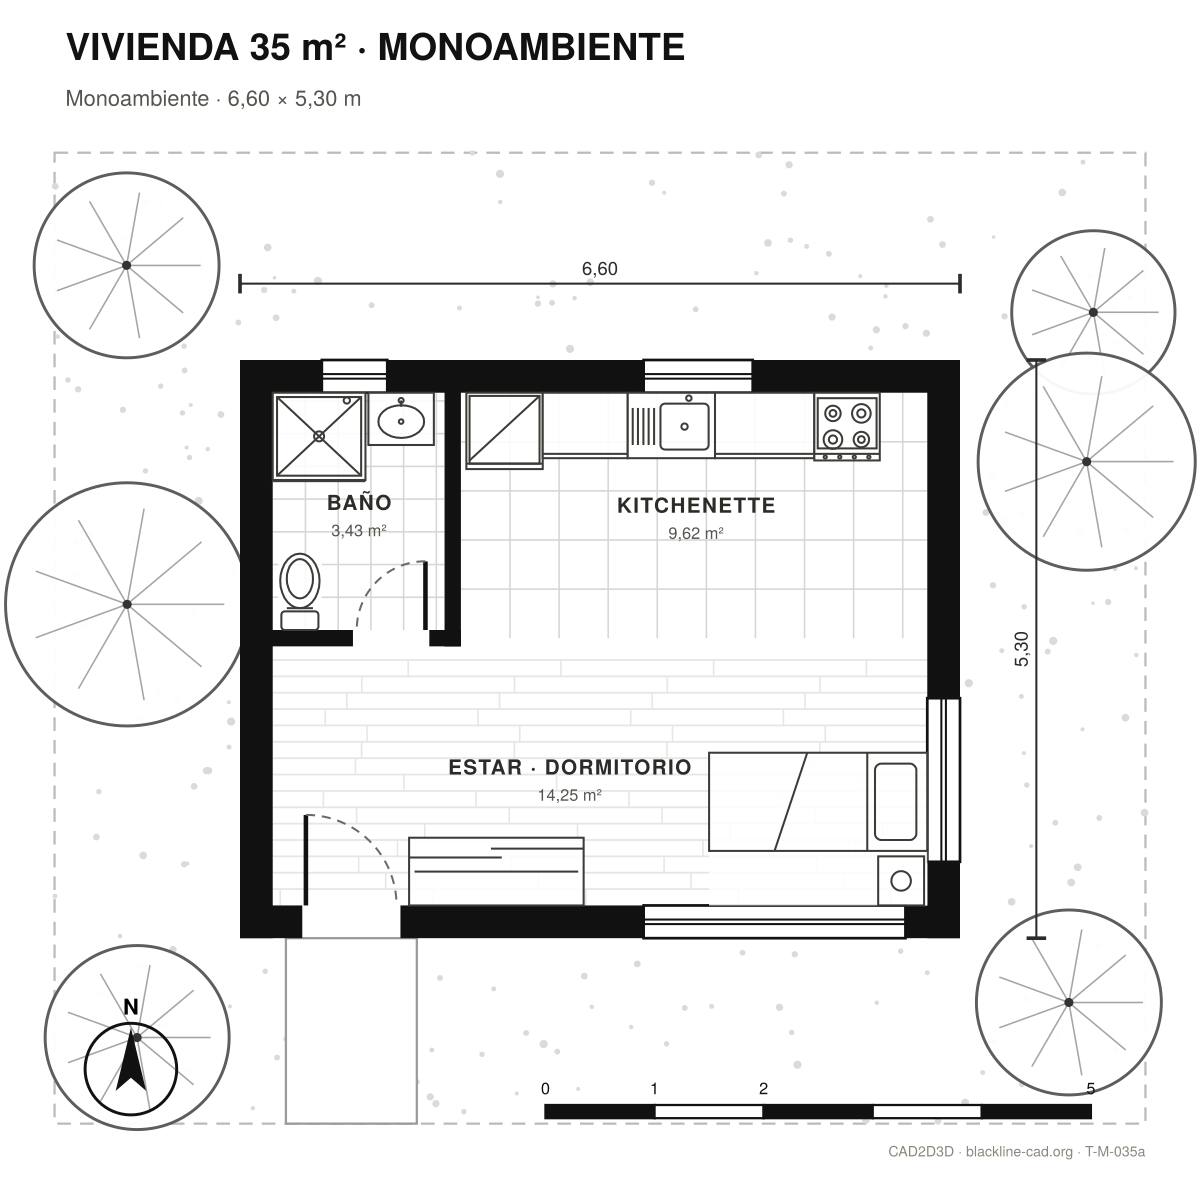 VIVIENDA 35 m² · MONOAMBIENTE
Monoambiente · 6,60 × 5,30 m
6,60
BAÑO
3,43 m²
KITCHENETTE
9,62 m²
5,30
ESTAR · DORMITORIO
14,25 m²
N
0 1 2 5
CAD2D3D · blackline-cad.org · T-M-035a